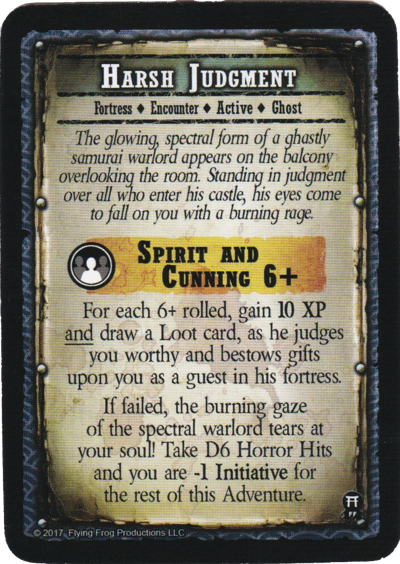 Harsh Judgment
Fortress ◆ Encounter ◆ Active ◆ Ghost
The glowing, spectral form of a ghastly
samurai warlord appears on the balcony
overlooking the room. Standing in judgment
over all who enter his castle, his eyes come
to fall on you with a burning rage.
Spirit and
Cunning 6+
For each 6+ rolled, gain 10 XP
and draw a Loot card, as he judges
you worthy and bestows gifts
upon you as a guest in his fortress.
If failed, the burning gaze
of the spectral warlord tears at
your soul! Take D6 Horror Hits
and you are -1 Initiative for
the rest of this Adventure.
FF
© 2017 Flying Frog Productions LLC